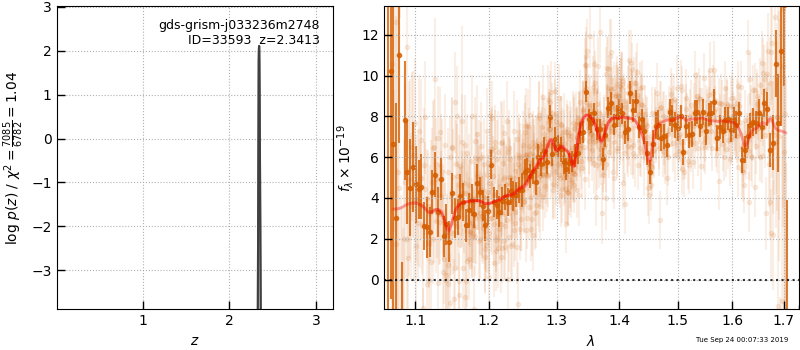 gds-grism-j033236m2748
ID=33593 z=2.3413
3
2
1
0
−1
−2
−3
log p(z) / χ² = 7085/6782 = 1.04
1 2 3
z
12
10
8
6
4
2
0
f_λ × 10⁻¹⁹
1.1 1.2 1.3 1.4 1.5 1.6 1.7
λ
Tue Sep 24 00:07:33 2019